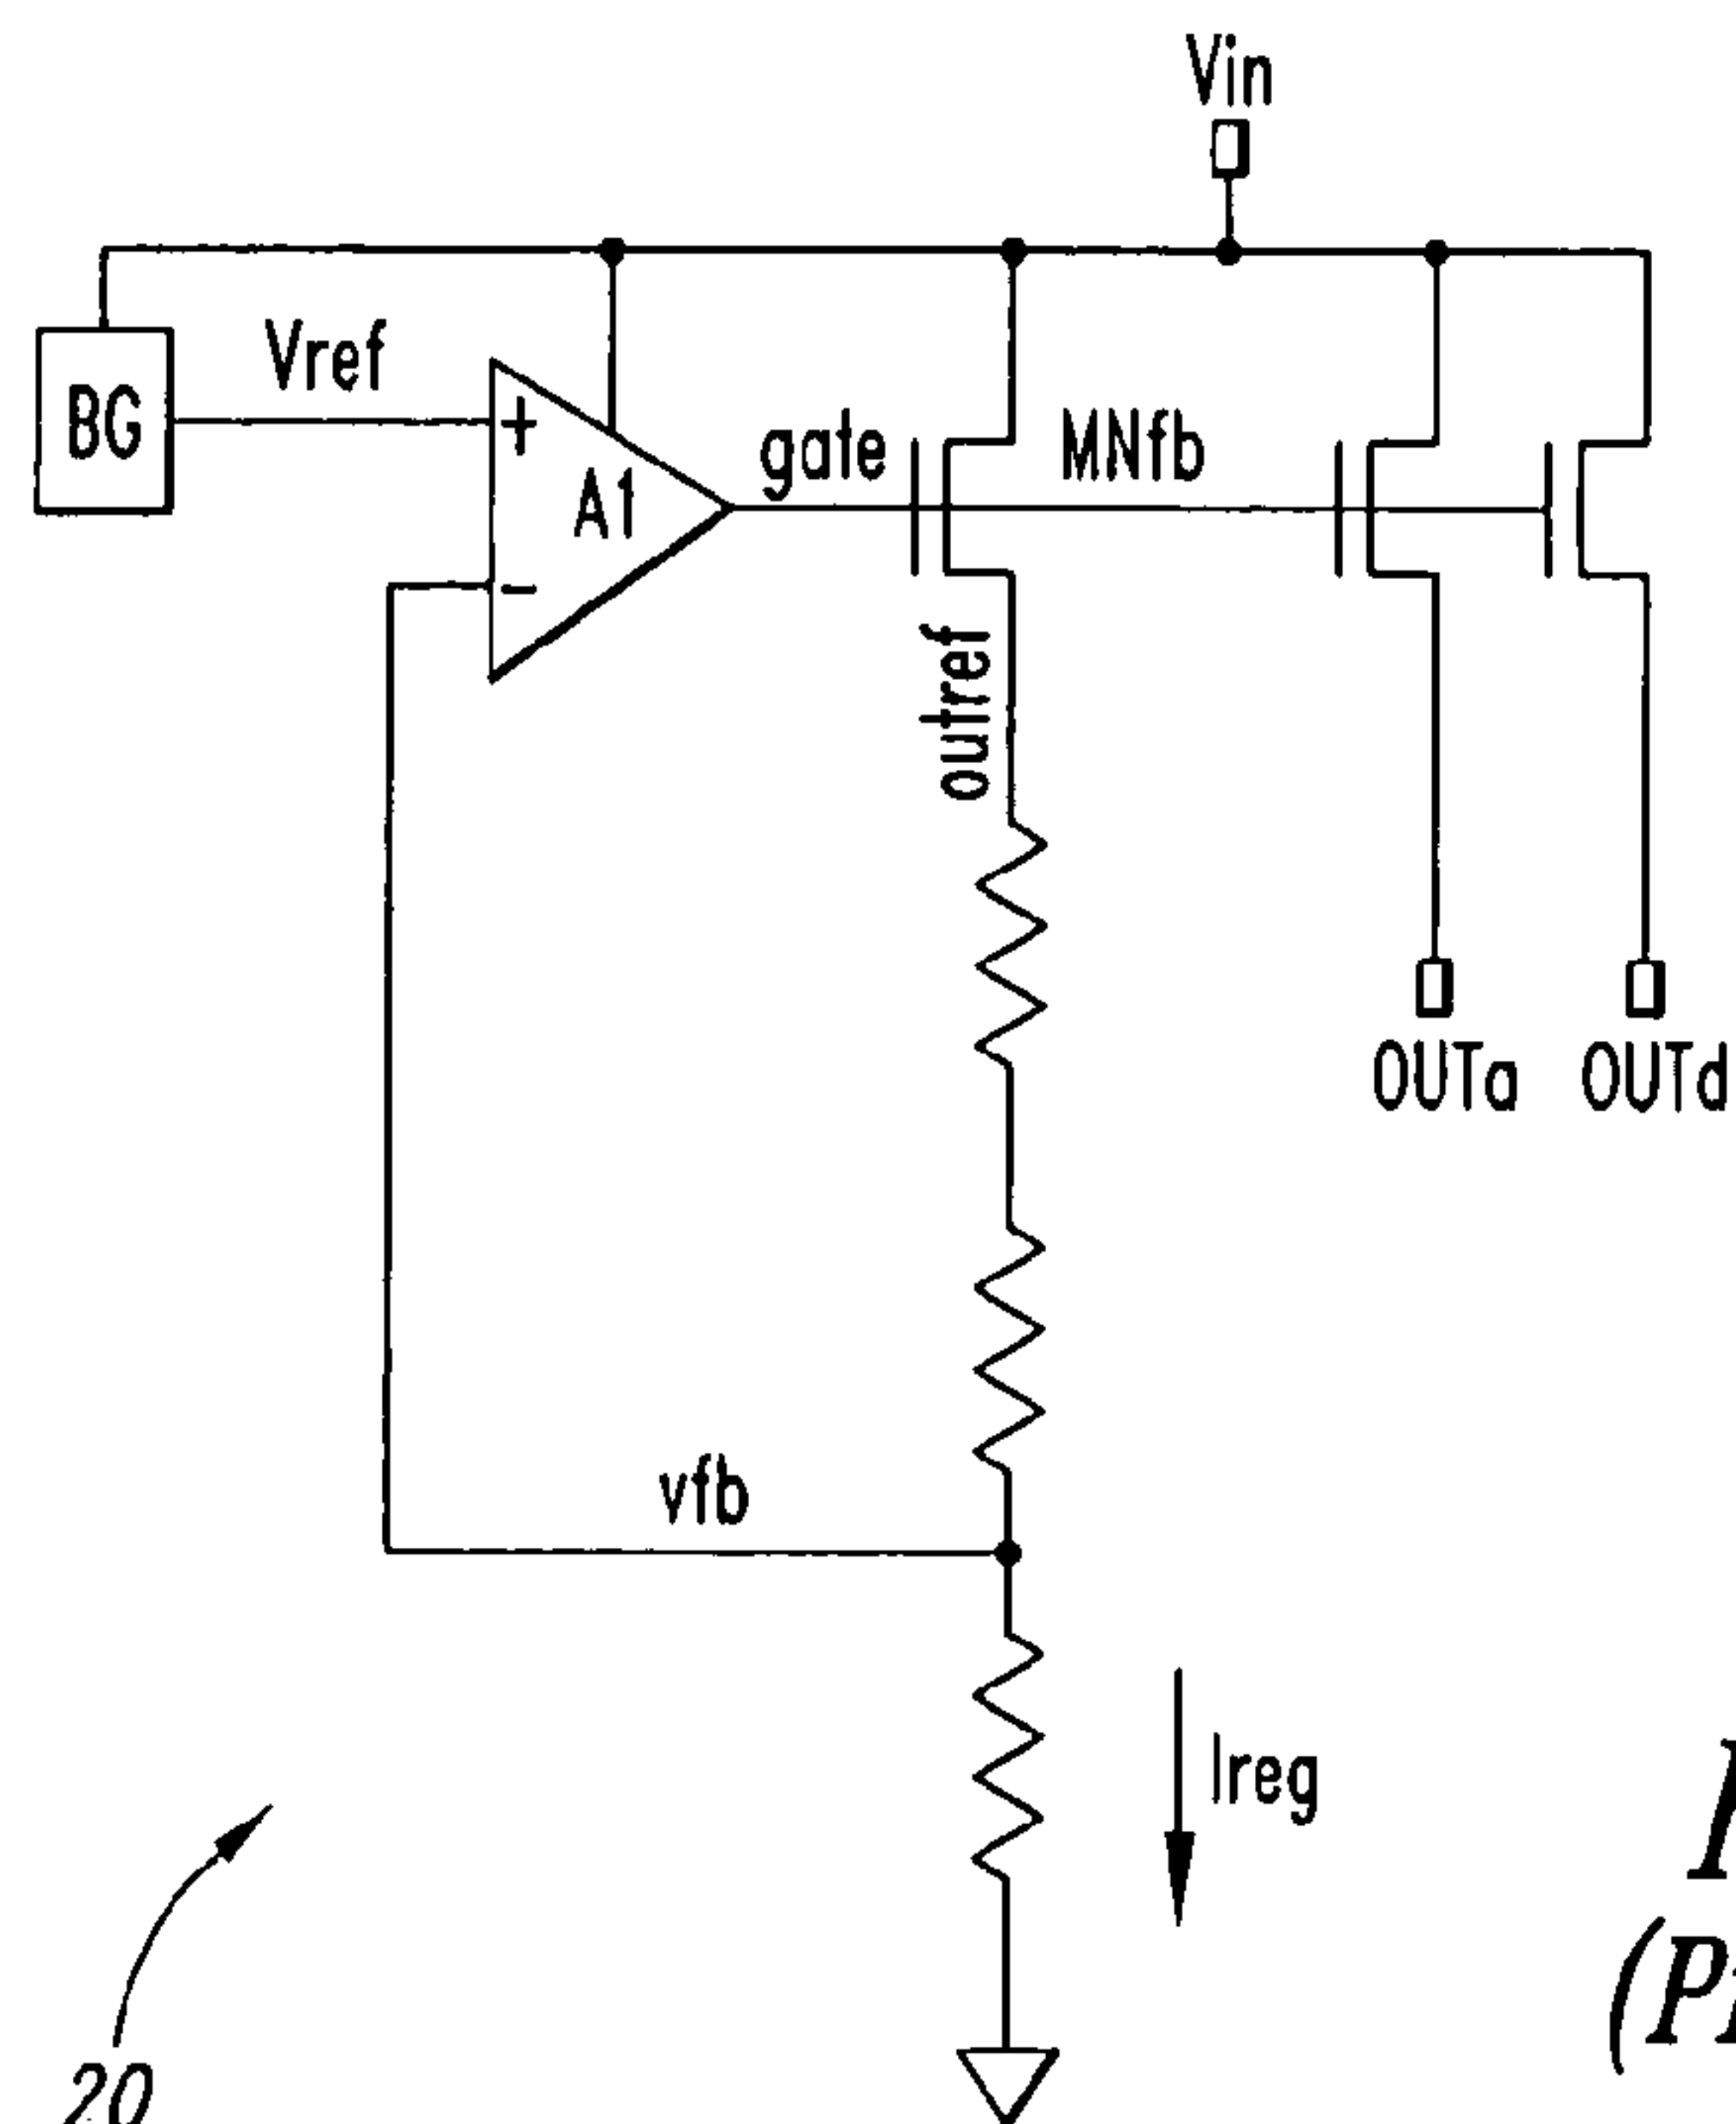 Vin
Vref
BG
+
A1
-
gate
MNfb
outref
OUTa
OUTd
vfb
Ireg
20